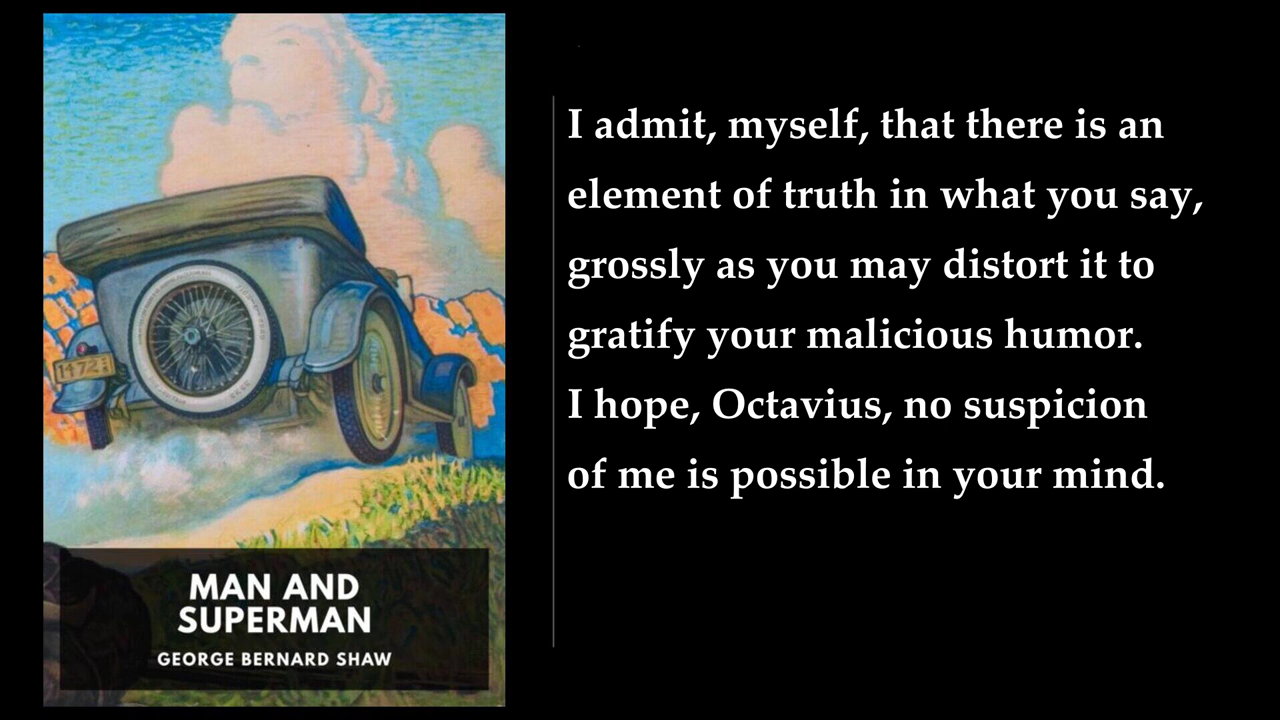 I admit, myself, that there is an
element of truth in what you say,
grossly as you may distort it to
gratify your malicious humor.
I hope, Octavius, no suspicion
of me is possible in your mind.
1472
MAN AND
SUPERMAN
GEORGE BERNARD SHAW